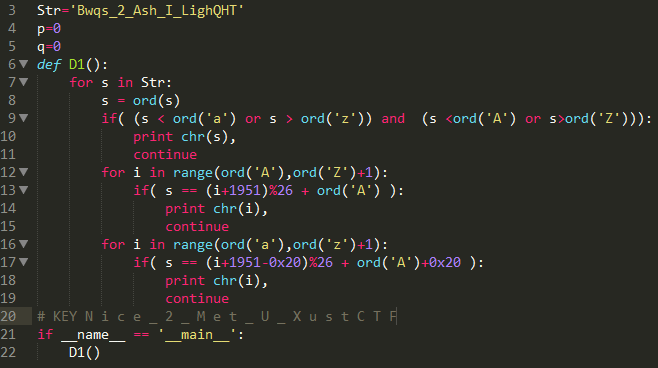 3 Str='Bwqs_2_Ash_I_LighQHT'
4 p=0
5 q=0
6 def D1():
7 for s in Str:
8 s = ord(s)
9 if( (s < ord('a') or s > ord('z')) and (s <ord('A') or s>ord('Z'))):
10 print chr(s),
11 continue
12 for i in range(ord('A'),ord('Z')+1):
13 if( s == (i+1951)%26 + ord('A') ):
14 print chr(i),
15 continue
16 for i in range(ord('a'),ord('z')+1):
17 if( s == (i+1951-0x20)%26 + ord('A')+0x20 ):
18 print chr(i),
19 continue
20 # KEY N i c e _ 2 _ M e t _ U _ X u s t C T F
21 if __name__ == '__main__':
22 D1()